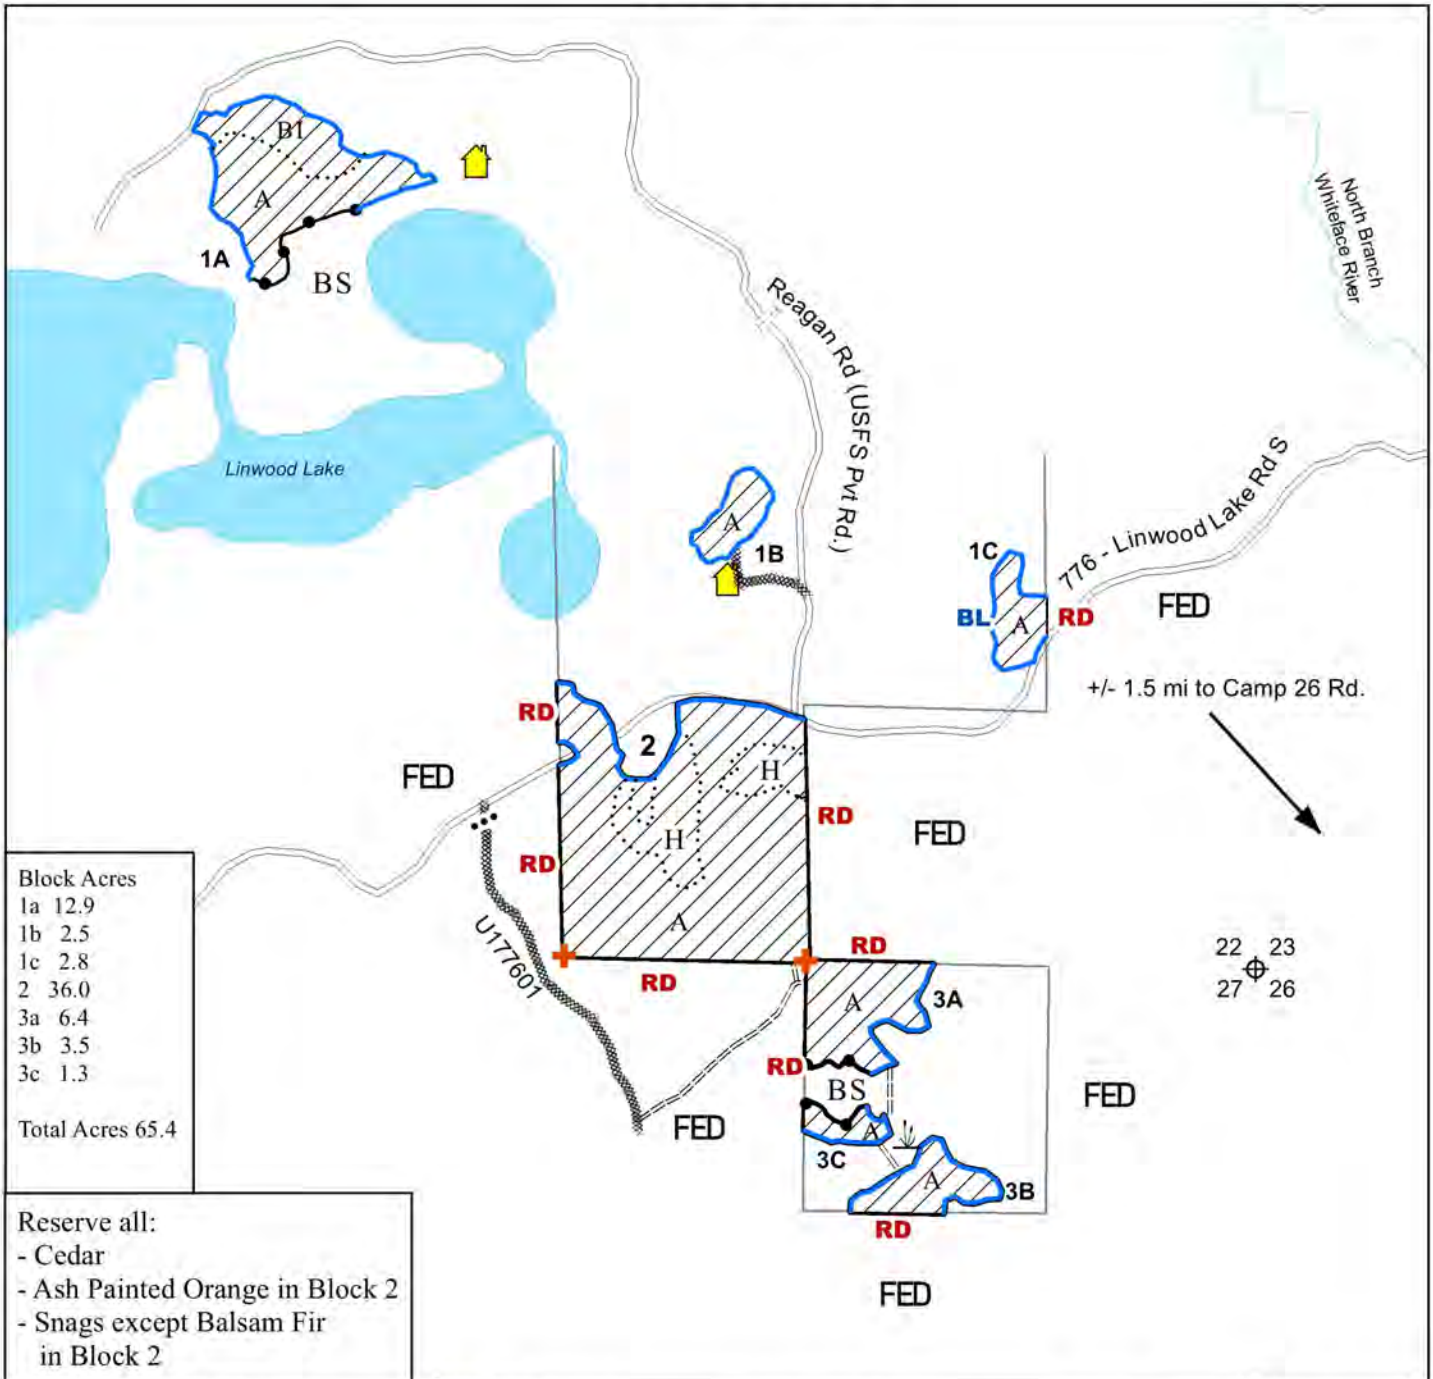 BI
A
1A
BS
North Branch
Whiteface River
Reagan Rd (USFS Pvt Rd.)
Linwood Lake
776 - Linwood Lake Rd S
A
1B
1C
BL
A
RD
FED
+/- 1.5 mi to Camp 26 Rd.
RD
2
FED
H
RD
FED
H
RD
A
U177601
RD
RD
22 23
27 26
A
3A
RD
BS
FED
FED
A
3C
A
3B
RD
FED
Block Acres
1a 12.9
1b 2.5
1c 2.8
2 36.0
3a 6.4
3b 3.5
3c 1.3
Total Acres 65.4
Reserve all:
- Cedar
- Ash Painted Orange in Block 2
- Snags except Balsam Fir
in Block 2